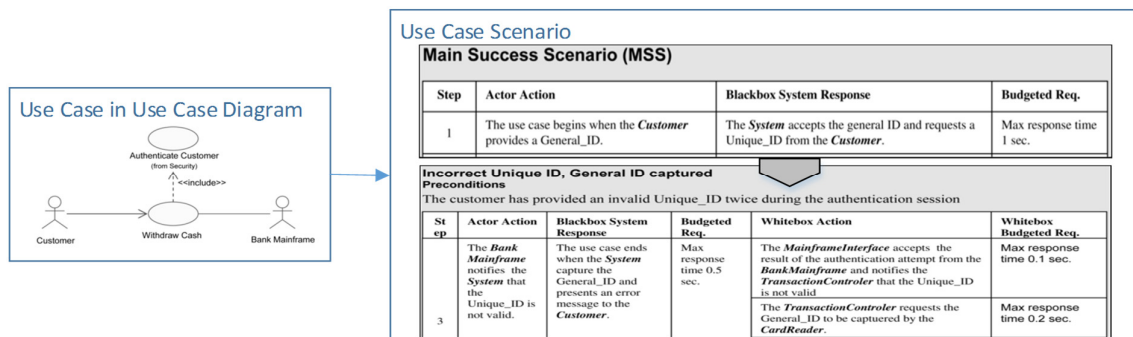 Use Case in Use Case Diagram
Authenticate Customer
(from Security)
<<include>>
Customer
Withdraw Cash
Bank Mainframe
Use Case Scenario
Main Success Scenario (MSS)
Step
Actor Action
Blackbox System Response
Budgeted Req.
1
The use case begins when the Customer
provides a General_ID.
The System accepts the general ID and requests a
Unique_ID from the Customer.
Max response time
1 sec.
Incorrect Unique ID, General ID captured
Preconditions
The customer has provided an invalid Unique_ID twice during the authentication session
St
ep
Actor Action
Blackbox System
Response
Budgeted
Req.
Whitebox Action
Whitebox
Budgeted Req.
3
The Bank
Mainframe
notifies the
System that
the
Unique_ID is
not valid.
The use case ends
when the System
capture the
General_ID and
presents an error
message to the
Customer.
Max
response
time 0.5
sec.
The MainframeInterface accepts the
result of the authentication attempt from the
BankMainframe and notifies the
TransactionControler that the Unique_ID
is not valid
Max response
time 0.1 sec.
The TransactionControler requests the
General_ID to be captuered by the
CardReader.
Max response
time 0.2 sec.